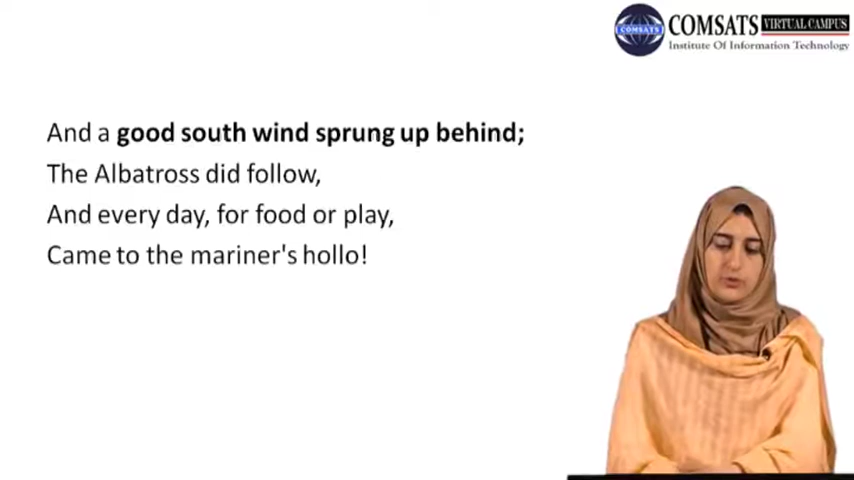 COMSATS VIRTUAL CAMPUS
COMSATS Institute Of Information Technology
And a good south wind sprung up behind;
The Albatross did follow,
And every day, for food or play,
Came to the mariner's hollo!